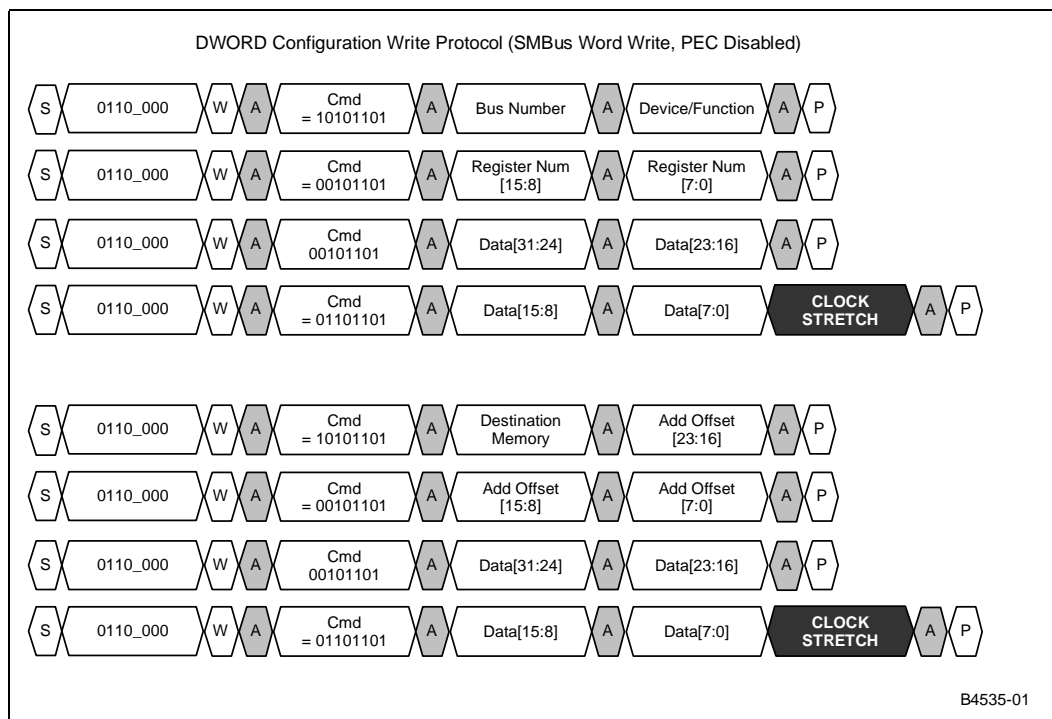 DWORD Configuration Write Protocol (SMBus Word Write, PEC Disabled)
S 0110_000 W A Cmd = 10101101 A Bus Number A Device/Function A P
S 0110_000 W A Cmd = 00101101 A Register Num [15:8] A Register Num [7:0] A P
S 0110_000 W A Cmd 00101101 A Data[31:24] A Data[23:16] A P
S 0110_000 W A Cmd = 01101101 A Data[15:8] A Data[7:0] CLOCK STRETCH A P
S 0110_000 W A Cmd = 10101101 A Destination Memory A Add Offset [23:16] A P
S 0110_000 W A Cmd = 00101101 A Add Offset [15:8] A Add Offset [7:0] A P
S 0110_000 W A Cmd 00101101 A Data[31:24] A Data[23:16] A P
S 0110_000 W A Cmd = 01101101 A Data[15:8] A Data[7:0] CLOCK STRETCH A P
B4535-01